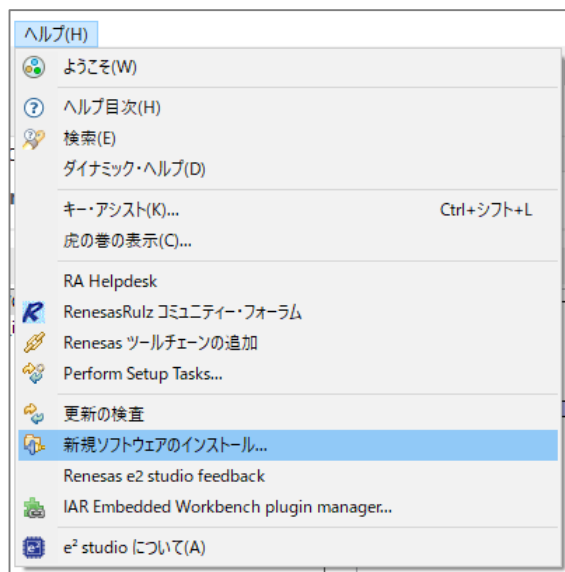 ヘルプ(H)
ようこそ(W)
ヘルプ目次(H)
検索(E)
ダイナミック・ヘルプ(D)
キー・アシスト(K)... Ctrl+シフト+L
虎の巻の表示(C)...
RA Helpdesk
RenesasRulz コミュニティー・フォーラム
Renesas ツールチェーンの追加
Perform Setup Tasks...
更新の検査
新規ソフトウェアのインストール...
Renesas e2 studio feedback
IAR Embedded Workbench plugin manager...
e² studio について(A)